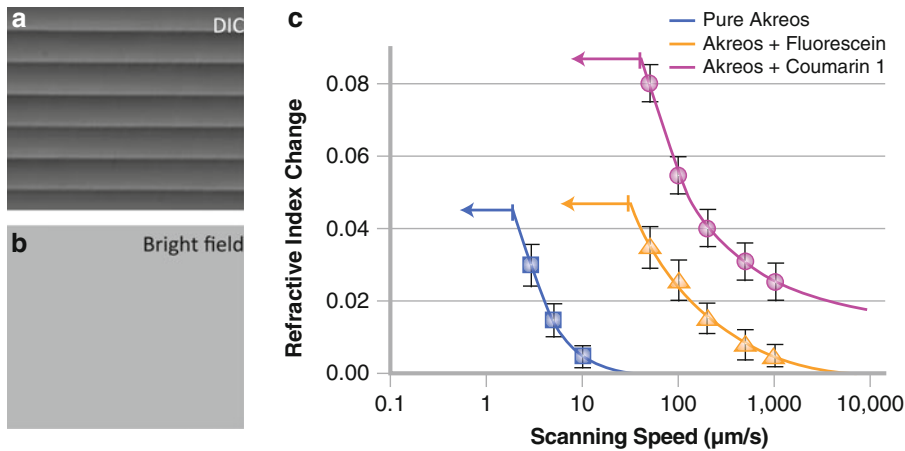 a
DIC
b
Bright field
c
Pure Akreos
Akreos + Fluorescein
Akreos + Coumarin 1
Refractive Index Change
0.08
0.06
0.04
0.02
0.00
0.1
1
10
100
1,000
10,000
Scanning Speed (µm/s)